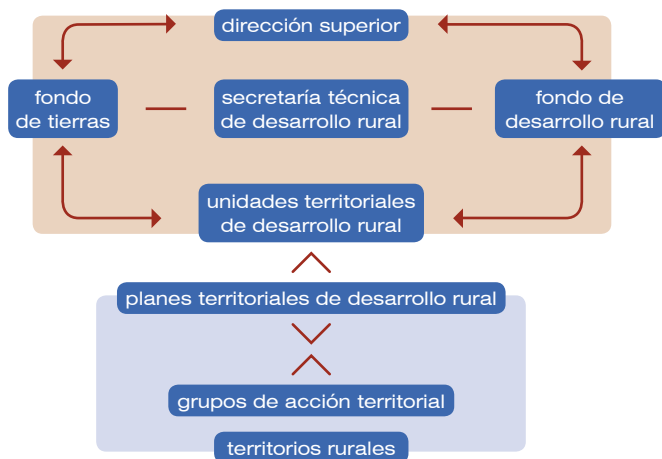 dirección superior
fondo
de tierras
secretaría técnica
de desarrollo rural
fondo de
desarrollo rural
unidades territoriales
de desarrollo rural
planes territoriales de desarrollo rural
grupos de acción territorial
territorios rurales